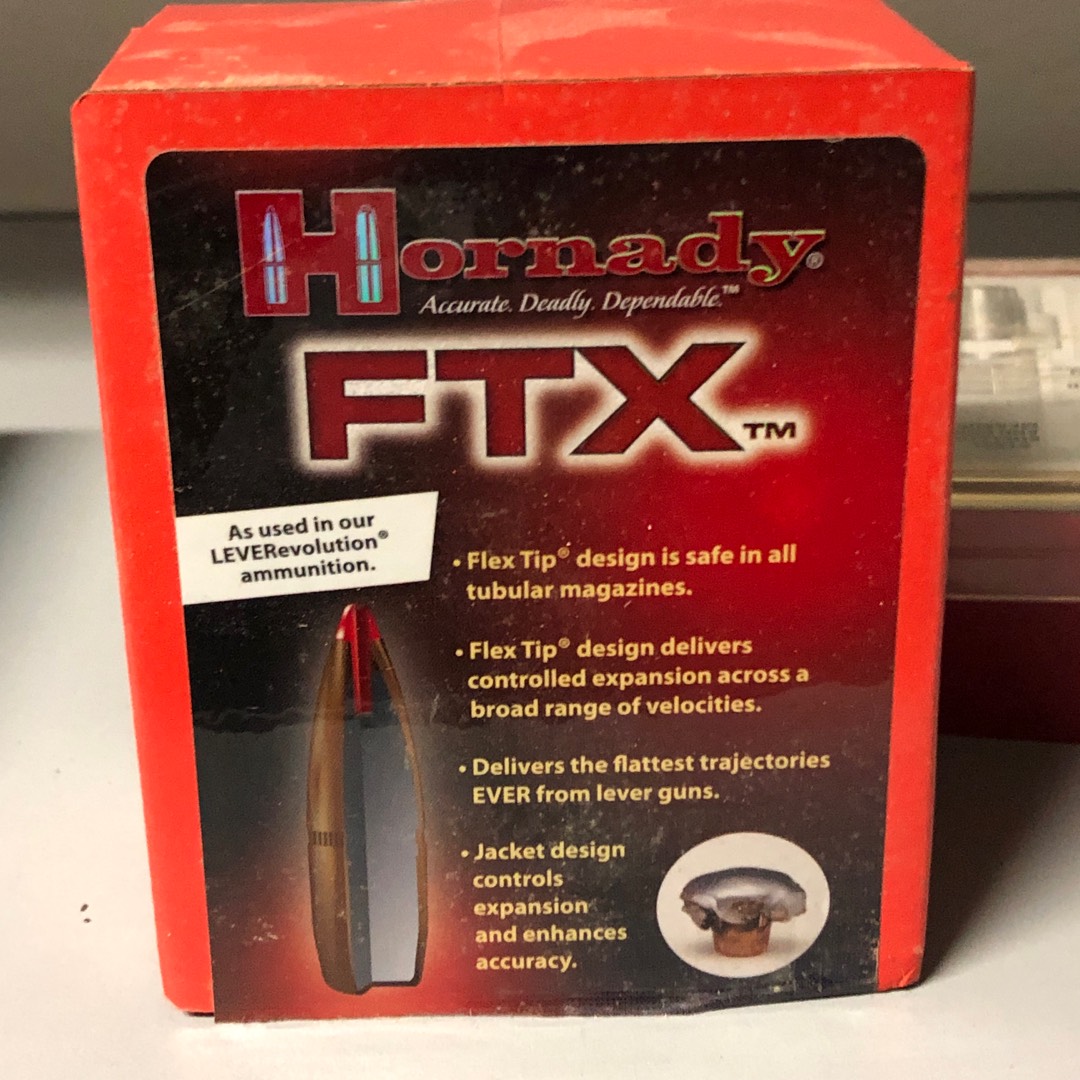 Hornady®
Accurate. Deadly. Dependable.™
FTX™
As used in our
LEVERevolution®
ammunition.
• Flex Tip® design is safe in all
tubular magazines.
• Flex Tip® design delivers
controlled expansion across a
broad range of velocities.
• Delivers the flattest trajectories
EVER from lever guns.
• Jacket design
controls
expansion
and enhances
accuracy.